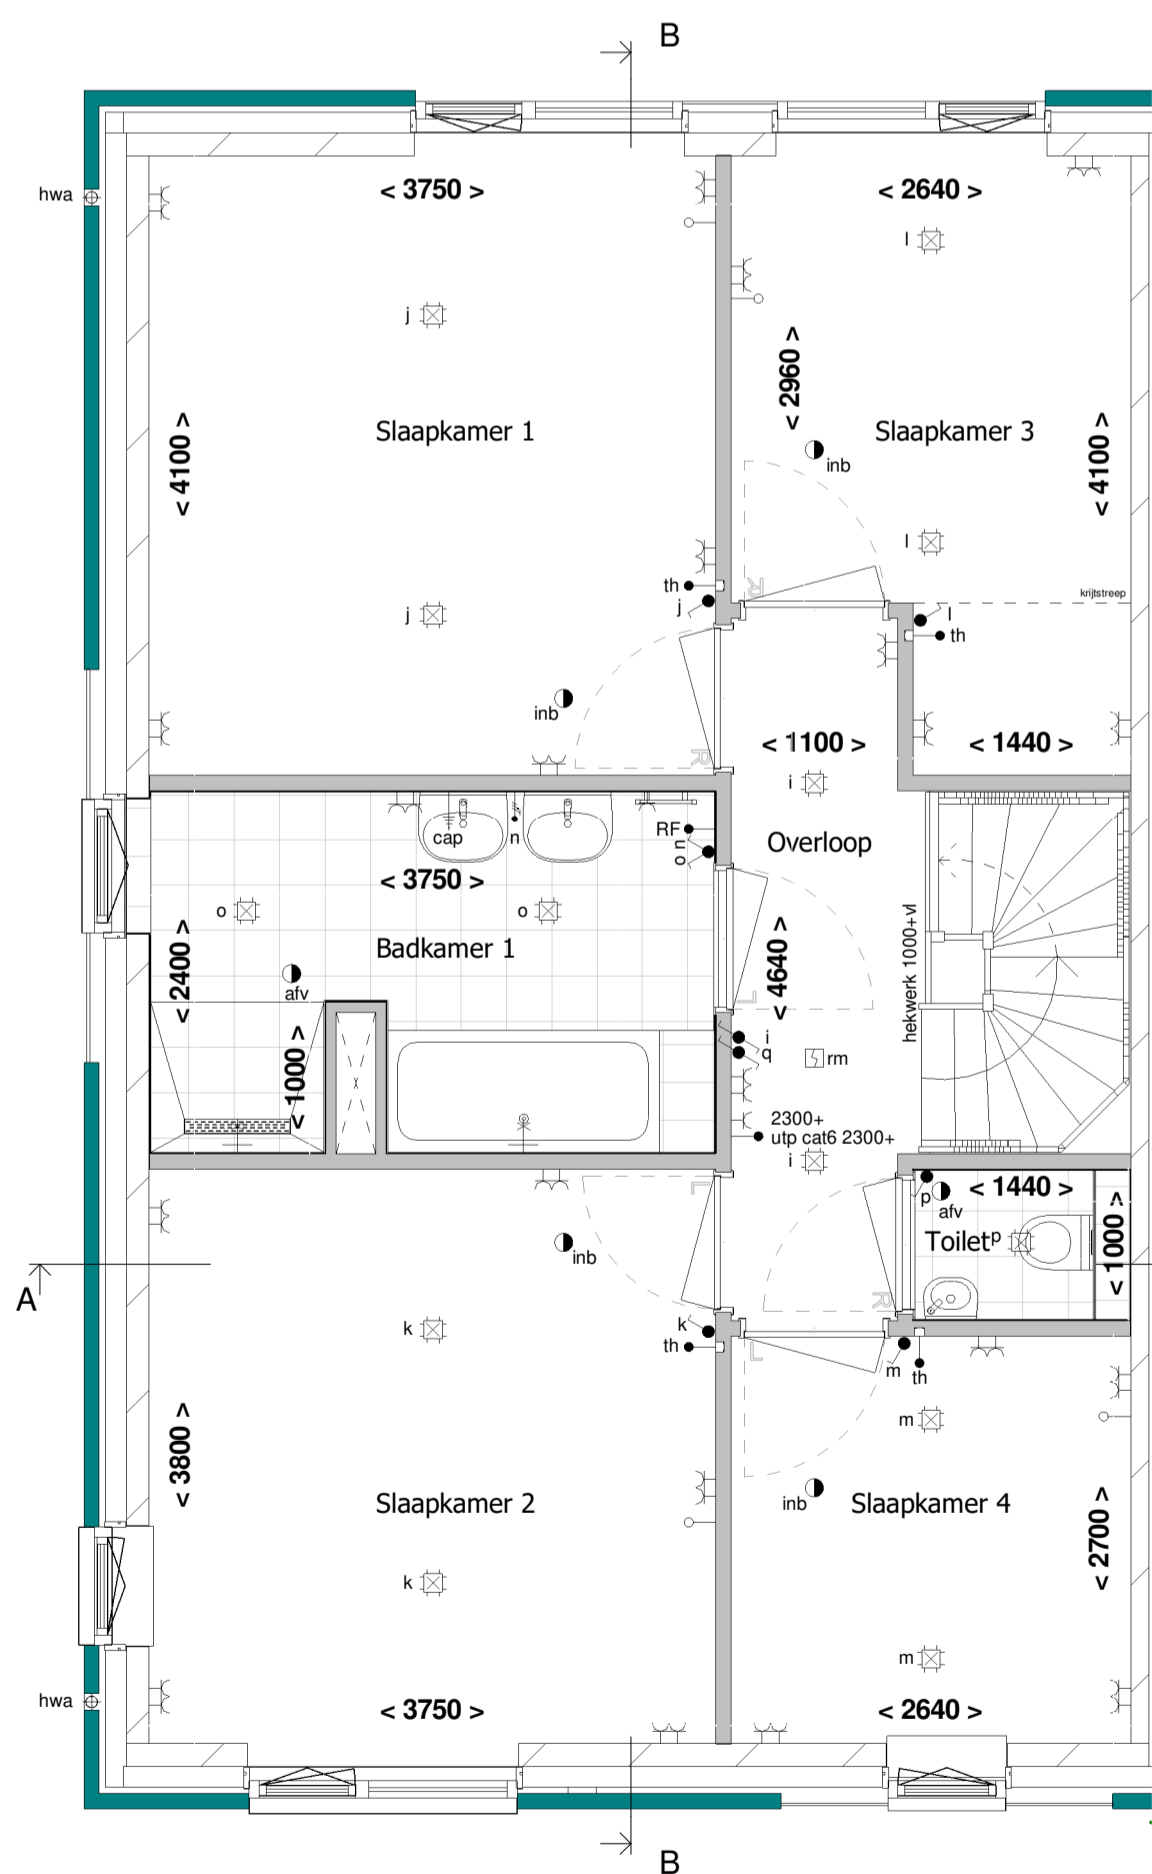 B
hwa
< 3750 >
< 2640 >
l
j
< 2960 >
Slaapkamer 1
Slaapkamer 3
< 4100 >
< 4100 >
inb
l
th
j
R
krijtstreep
j
l
th
inb
R
< 1100 >
< 1440 >
i
cap
n
RF
n
o
Overloop
< 3750 >
o
o
Badkamer 1
< 2400 >
afv
< 4640 >
hekwerk 1000+vl
L
i
q
rm
< 1000 >
2300+
utp cat6 2300+
i
L
p
afv
< 1440 >
Toilet
p
< 1000 >
inb
A
R
k
k
th
L
m
th
m
< 3800 >
Slaapkamer 2
inb
Slaapkamer 4
< 2700 >
k
m
hwa
< 3750 >
< 2640 >
B